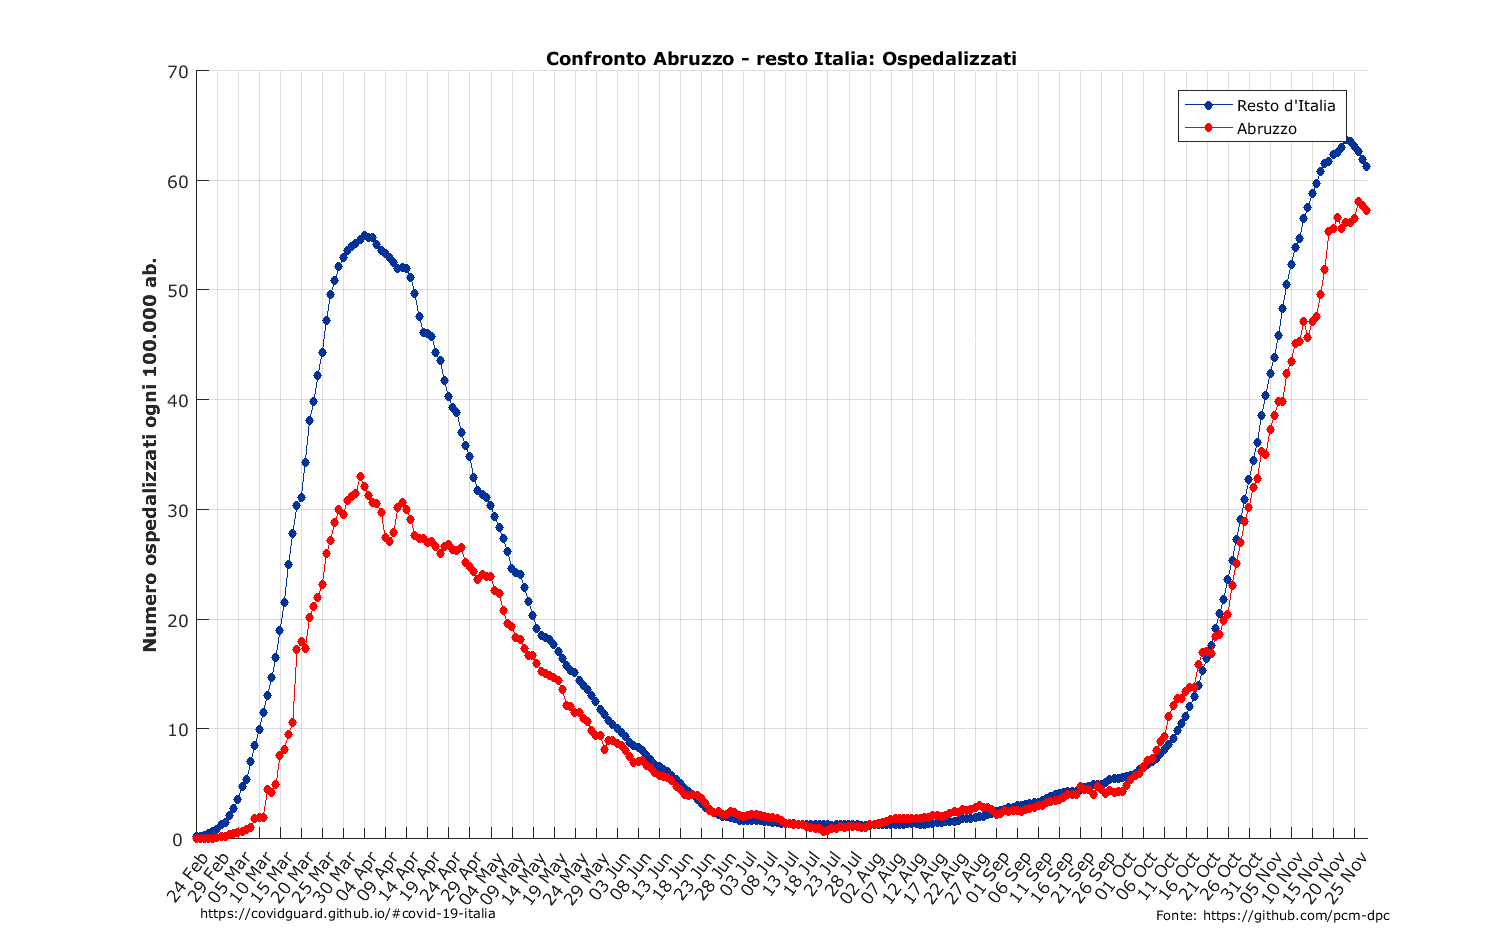 Confronto Abruzzo - resto Italia: Ospedalizzati
Resto d'Italia
Abruzzo
Numero ospedalizzati ogni 100.000 ab.
70
60
50
40
30
20
10
0
24 Feb
29 Feb
05 Mar
10 Mar
15 Mar
20 Mar
25 Mar
30 Mar
04 Apr
09 Apr
14 Apr
19 Apr
24 Apr
29 Apr
04 May
09 May
14 May
19 May
24 May
29 May
03 Jun
08 Jun
13 Jun
18 Jun
23 Jun
28 Jun
03 Jul
08 Jul
13 Jul
18 Jul
23 Jul
28 Jul
02 Aug
07 Aug
12 Aug
17 Aug
22 Aug
27 Aug
01 Sep
06 Sep
11 Sep
16 Sep
21 Sep
26 Sep
01 Oct
06 Oct
11 Oct
16 Oct
21 Oct
26 Oct
31 Oct
05 Nov
10 Nov
15 Nov
20 Nov
25 Nov
https://covidguard.github.io/#covid-19-italia
Fonte: https://github.com/pcm-dpc